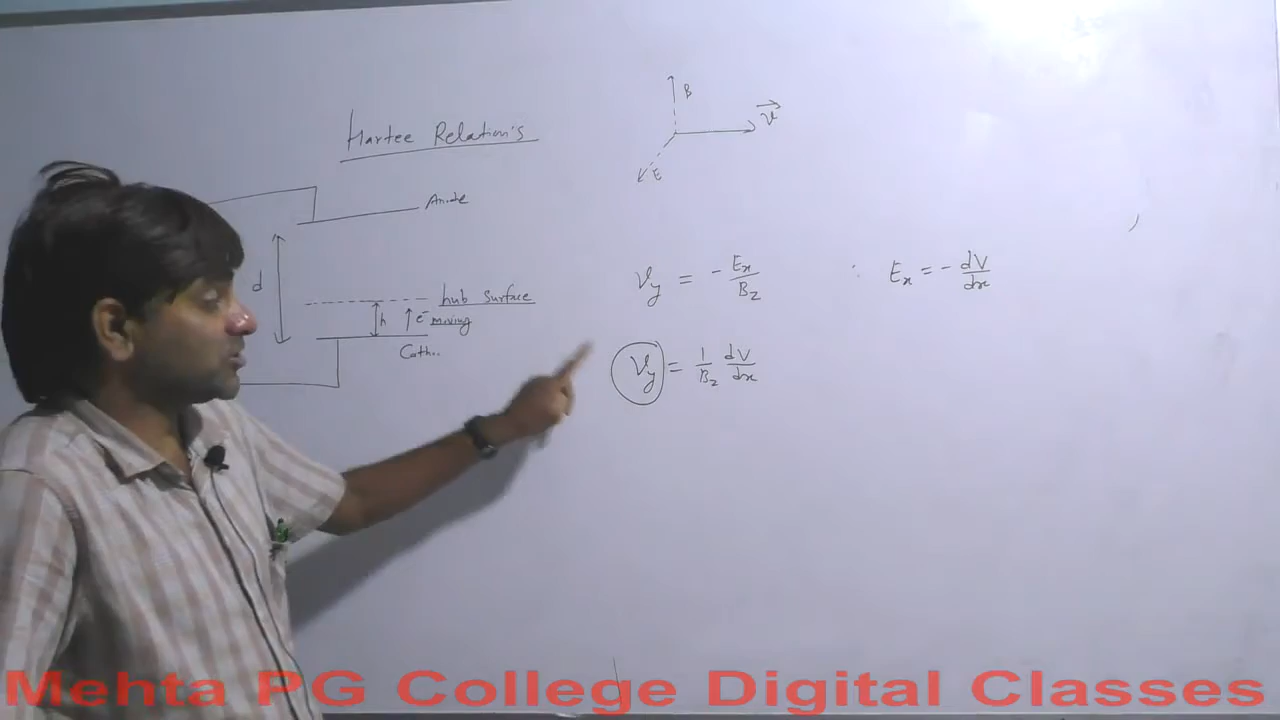 Hartee Relation's
B
V
E
Anode
d
hub surface
h e⁻ moving
Cath..
Vy = - Ex/Bz ∵ Ex = - dV/dx
Vy = 1/Bz dV/dx
Mehta PG College Digital Classes